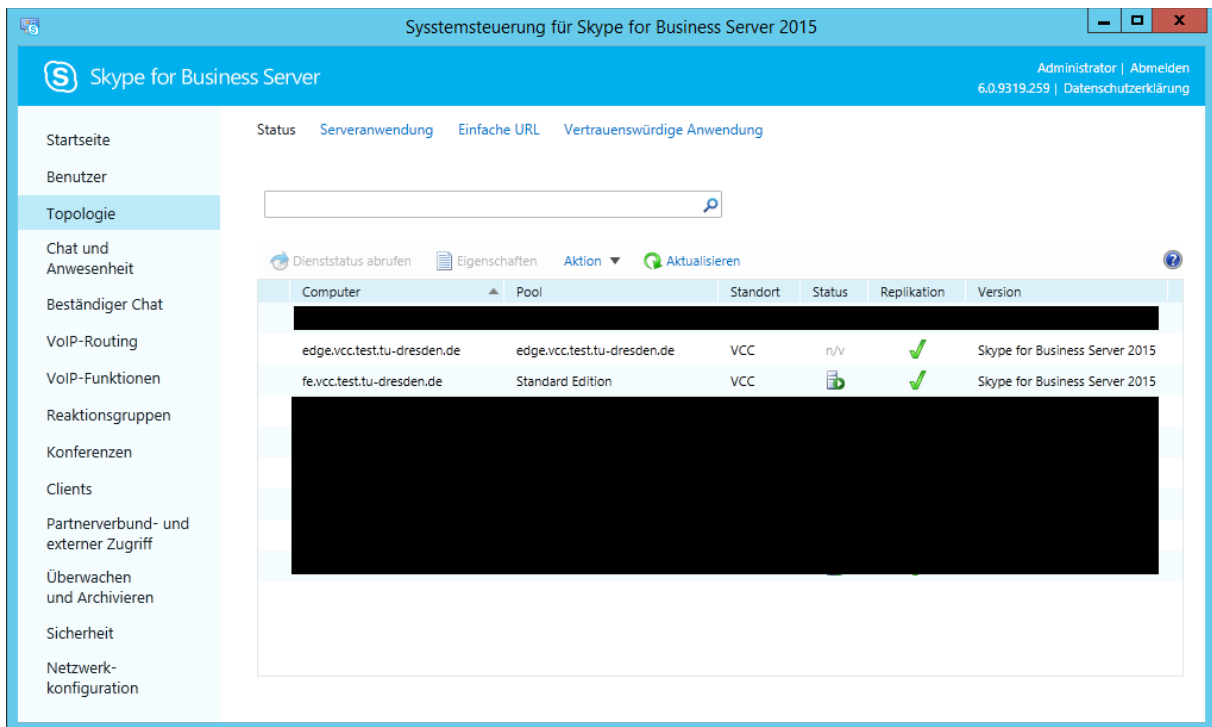 Sysstemsteuerung für Skype for Business Server 2015
Skype for Business Server
Administrator | Abmelden
6.0.9319.259 | Datenschutzerklärung
Startseite
Benutzer
Topologie
Chat und
Anwesenheit
Beständiger Chat
VoIP-Routing
VoIP-Funktionen
Reaktionsgruppen
Konferenzen
Clients
Partnerverbund- und
externer Zugriff
Überwachen
und Archivieren
Sicherheit
Netzwerk-
konfiguration
Status Serveranwendung Einfache URL Vertrauenswürdige Anwendung
Dienststatus abrufen Eigenschaften Aktion Aktualisieren
Computer Pool Standort Status Replikation Version
edge.vcc.test.tu-dresden.de edge.vcc.test.tu-dresden.de VCC n/v Skype for Business Server 2015
fe.vcc.test.tu-dresden.de Standard Edition VCC Skype for Business Server 2015